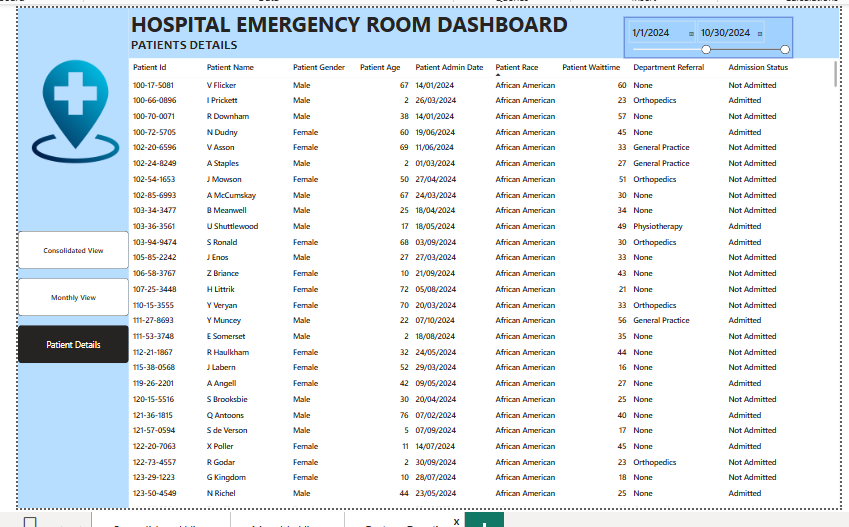 HOSPITAL EMERGENCY ROOM DASHBOARD
PATIENTS DETAILS
1/1/2024 10/30/2024
Patient Id Patient Name Patient Gender Patient Age Patient Admin Date Patient Race Patient Waittime Department Referral Admission Status
100-17-5081 V Flicker Male 67 14/01/2024 African American 60 None Not Admitted
100-66-0896 I Prickett Male 2 26/03/2024 African American 23 Orthopedics Admitted
100-70-0071 R Downham Male 38 14/01/2024 African American 57 None Not Admitted
100-72-5705 N Dudny Female 60 19/06/2024 African American 45 None Admitted
102-20-6596 V Asson Female 69 11/06/2024 African American 33 General Practice Not Admitted
102-24-8249 A Staples Male 2 01/03/2024 African American 27 General Practice Not Admitted
102-54-1653 J Mowson Female 50 27/04/2024 African American 51 Orthopedics Not Admitted
102-85-6993 A McCumskay Male 67 24/03/2024 African American 30 None Not Admitted
103-34-3477 B Meanwell Male 25 18/04/2024 African American 34 None Not Admitted
103-36-3561 U Shuttlewood Male 17 18/05/2024 African American 49 Physiotherapy Admitted
103-94-9474 S Ronald Female 68 03/09/2024 African American 30 Orthopedics Admitted
105-85-2242 J Enos Male 27 27/03/2024 African American 33 None Not Admitted
106-58-3767 Z Briance Female 10 21/09/2024 African American 43 None Not Admitted
107-25-3448 H Littrik Female 72 05/08/2024 African American 21 None Not Admitted
110-15-3555 Y Veryan Female 70 20/03/2024 African American 33 Orthopedics Not Admitted
111-27-8693 Y Muncey Male 22 07/10/2024 African American 56 General Practice Admitted
111-53-3748 E Somerset Male 2 18/08/2024 African American 35 None Not Admitted
112-21-1867 R Haulkham Female 32 24/05/2024 African American 44 None Not Admitted
115-38-0568 J Labern Female 52 29/03/2024 African American 16 None Not Admitted
119-26-2201 A Angell Female 42 09/05/2024 African American 27 None Admitted
120-15-5516 S Brooksbie Male 30 20/04/2024 African American 25 None Not Admitted
121-36-1815 Q Antoons Male 76 07/02/2024 African American 40 None Admitted
121-57-0594 S de Verson Male 5 07/09/2024 African American 17 None Not Admitted
122-20-7063 X Poller Female 11 14/07/2024 African American 45 None Admitted
122-73-4557 R Godar Female 2 30/09/2024 African American 23 Orthopedics Not Admitted
123-29-1223 G Kingdom Female 10 28/07/2024 African American 18 None Not Admitted
123-50-4549 N Richel Male 44 23/05/2024 African American 25 None Admitted
Consolidated View
Monthly View
Patient Details
X